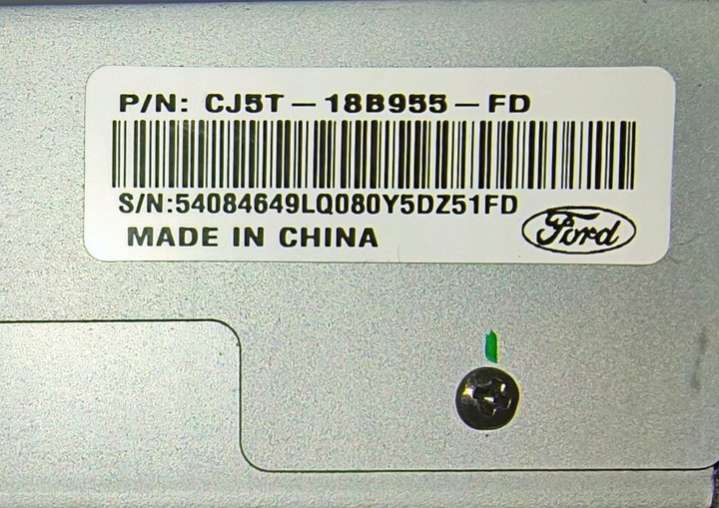 P/N: CJ5T-18B955-FD
S/N:54084649LQ080Y5DZ51FD
MADE IN CHINA
Ford